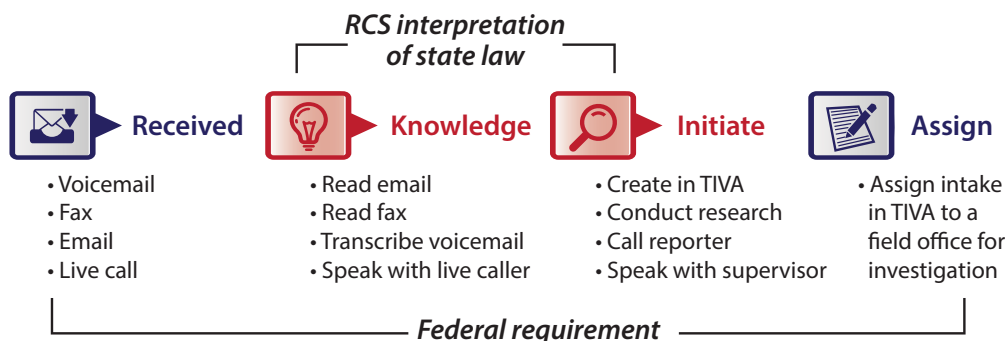 RCS interpretation
of state law
Received
• Voicemail
• Fax
• Email
• Live call
Knowledge
• Read email
• Read fax
• Transcribe voicemail
• Speak with live caller
Initiate
• Create in TIVA
• Conduct research
• Call reporter
• Speak with supervisor
Assign
• Assign intake
in TIVA to a
field office for
investigation
Federal requirement